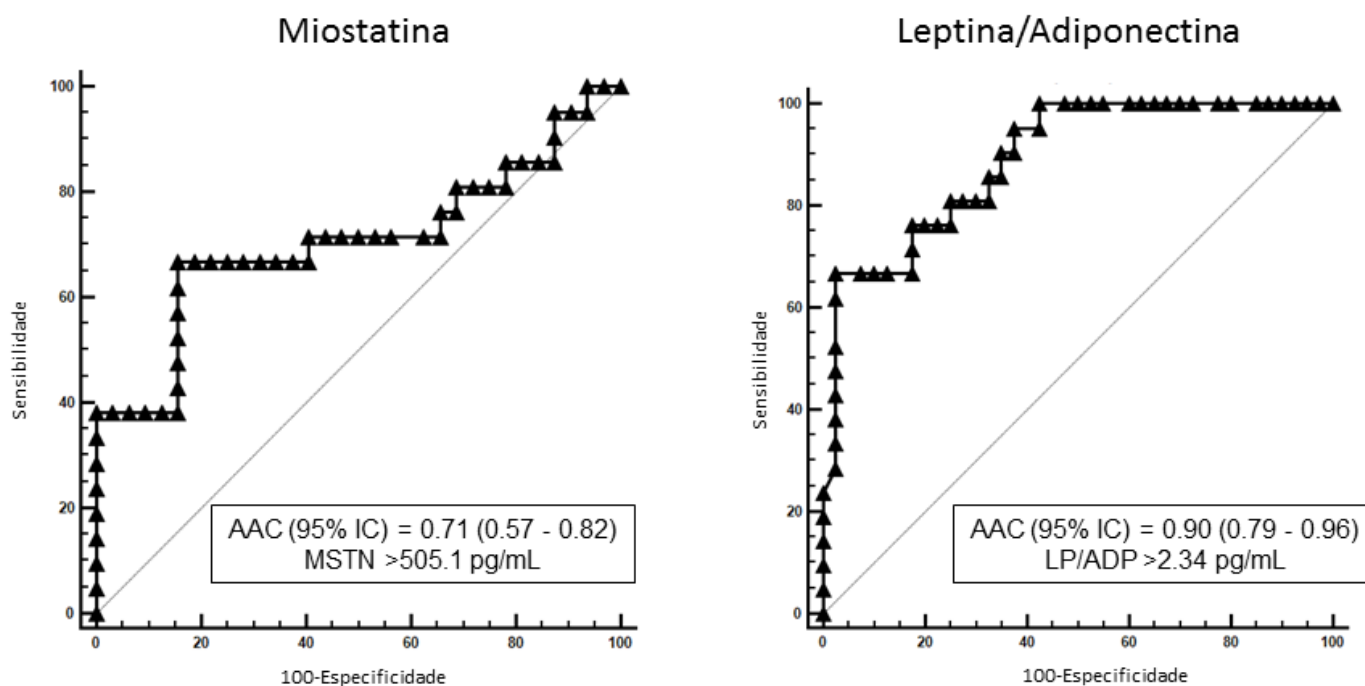 Miostatina
Sensibilidade
100
80
60
40
20
0
0 20 40 60 80 100
100-Especificidade
AAC (95% IC) = 0.71 (0.57 - 0.82)
MSTN >505.1 pg/mL
Leptina/Adiponectina
Sensibilidade
100
80
60
40
20
0
0 20 40 60 80 100
100-Especificidade
AAC (95% IC) = 0.90 (0.79 - 0.96)
LP/ADP >2.34 pg/mL